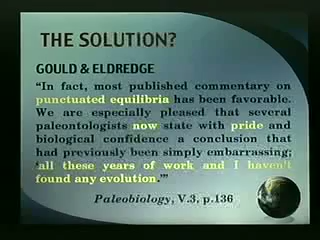 THE SOLUTION?
GOULD & ELDREDGE
“In fact, most published commentary on
punctuated equilibria has been favorable.
We are especially pleased that several
paleontologists now state with pride and
biological confidence a conclusion that
had previously been simply embarrassing;
‘all these years of work and I haven't
found any evolution.’”
Paleobiology, V.3, p.136